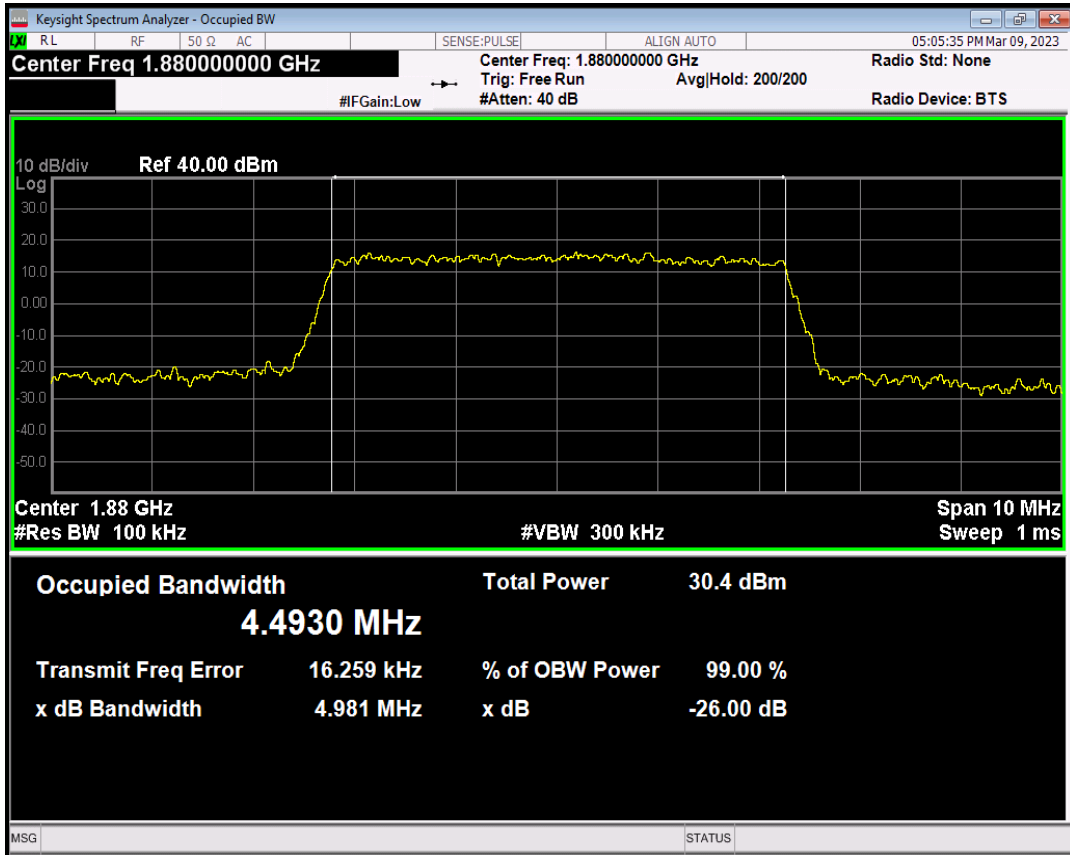 Keysight Spectrum Analyzer - Occupied BW
LXI RL RF 50 Ω AC SENSE:PULSE ALIGN AUTO 05:05:35 PM Mar 09, 2023
Center Freq 1.880000000 GHz Center Freq: 1.880000000 GHz Radio Std: None
Trig: Free Run Avg|Hold: 200/200
#IFGain:Low #Atten: 40 dB Radio Device: BTS
10 dB/div Ref 40.00 dBm
Log
30.0
20.0
10.0
0.00
-10.0
-20.0
-30.0
-40.0
-50.0
Center 1.88 GHz Span 10 MHz
#Res BW 100 kHz #VBW 300 kHz Sweep 1 ms
Occupied Bandwidth Total Power 30.4 dBm
4.4930 MHz
Transmit Freq Error 16.259 kHz % of OBW Power 99.00 %
x dB Bandwidth 4.981 MHz x dB -26.00 dB
MSG STATUS